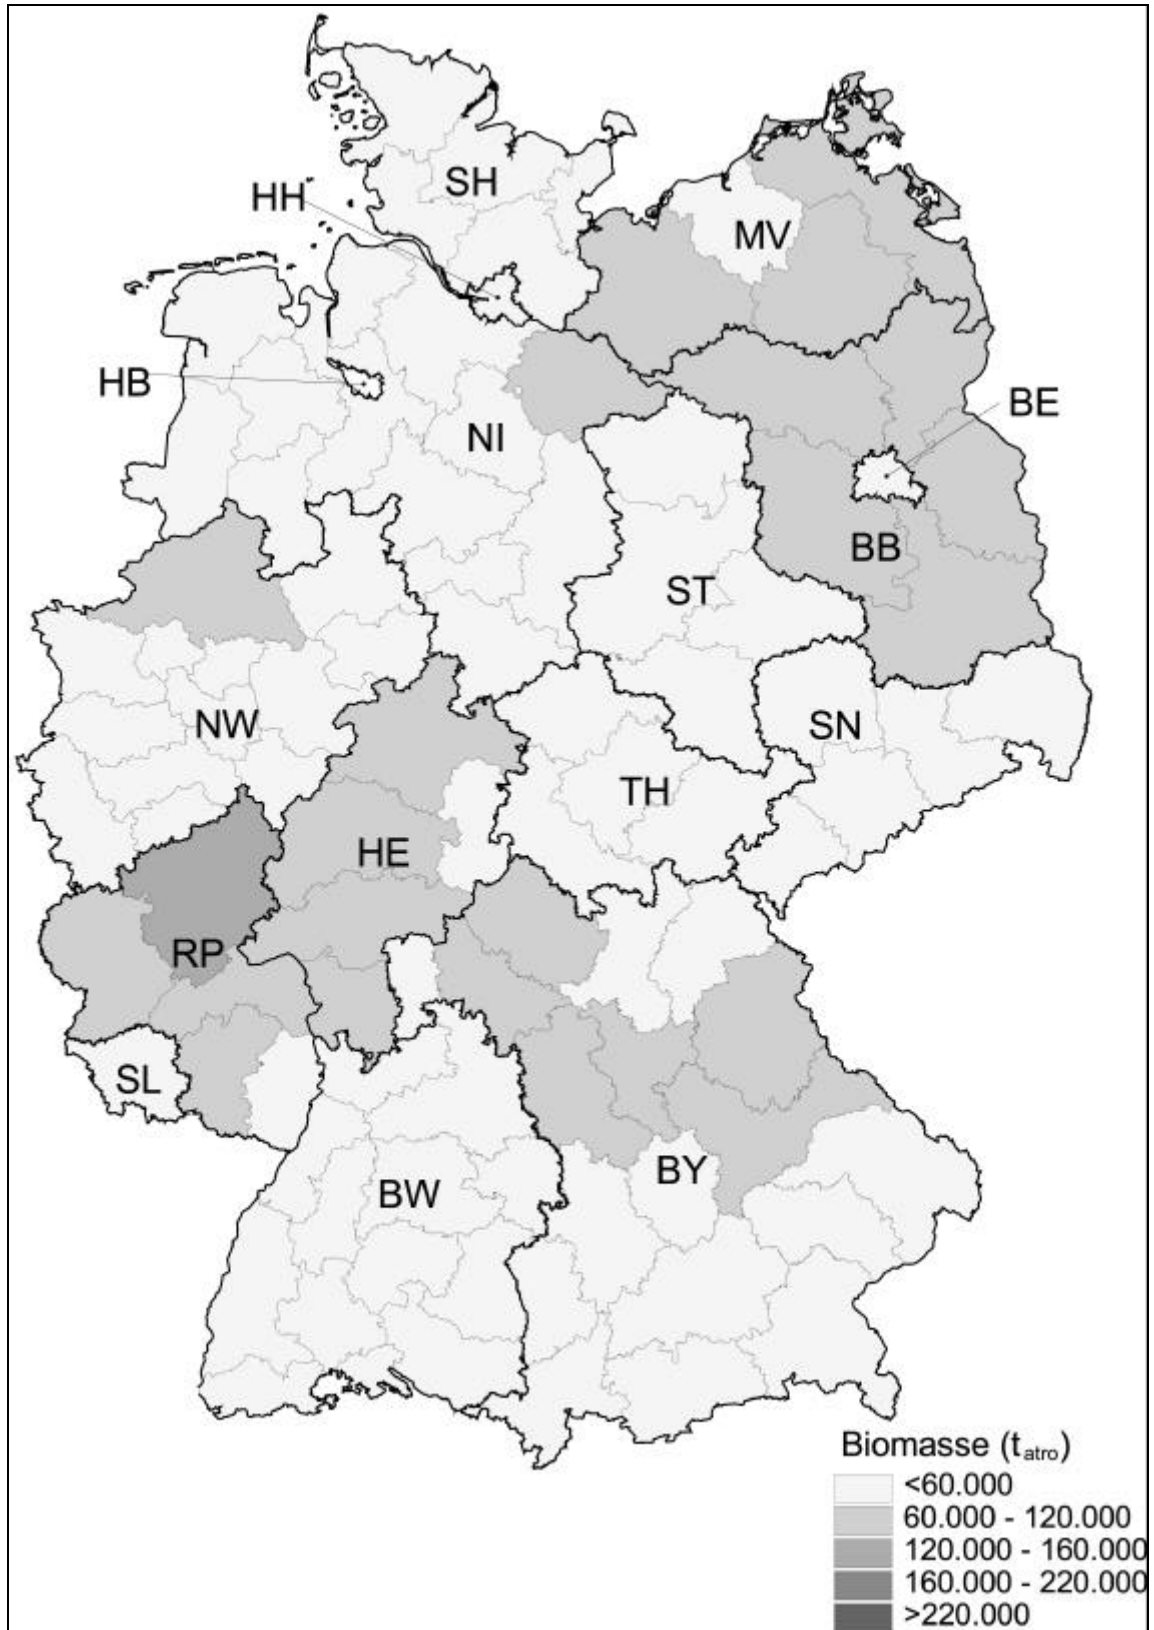 SH
HH
MV
HB
BE
NI
BB
ST
NW
SN
TH
HE
RP
SL
BY
BW
Biomasse (t_atro)
<60.000
60.000 - 120.000
120.000 - 160.000
160.000 - 220.000
>220.000